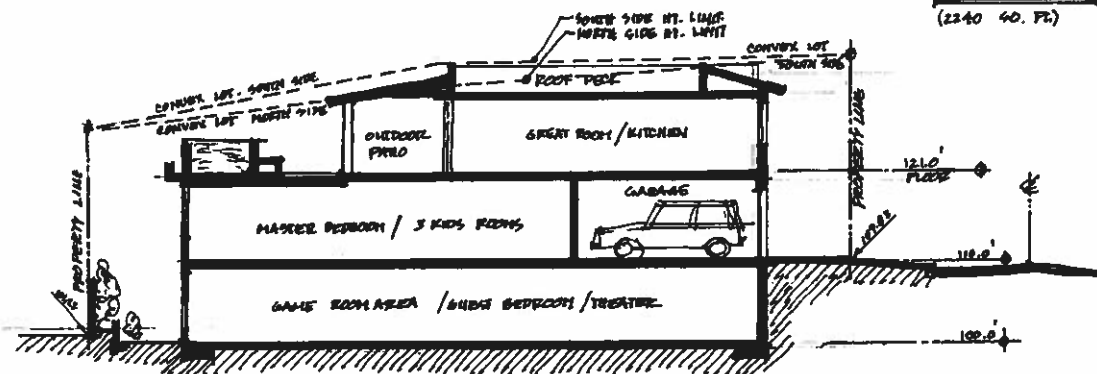 (2240 SQ. FT.)
SOUTH SIDE HT. LIMIT
NORTH SIDE HT. LIMIT
CONVEX LOT
SOUTH SIDE
CONVEX LOT, SOUTH SIDE
CONVEX LOT NORTH SIDE
ROOF DECK
OUTDOOR
PATIO
GREAT ROOM / KITCHEN
121.0'
FLOOR
PROPERTY LINE
PROPERTY LINE
GARAGE
MASTER BEDROOM / 3 KIDS ROOMS
110.0'
GAME ROOM AREA / GUEST BEDROOM / THEATER
100.0'